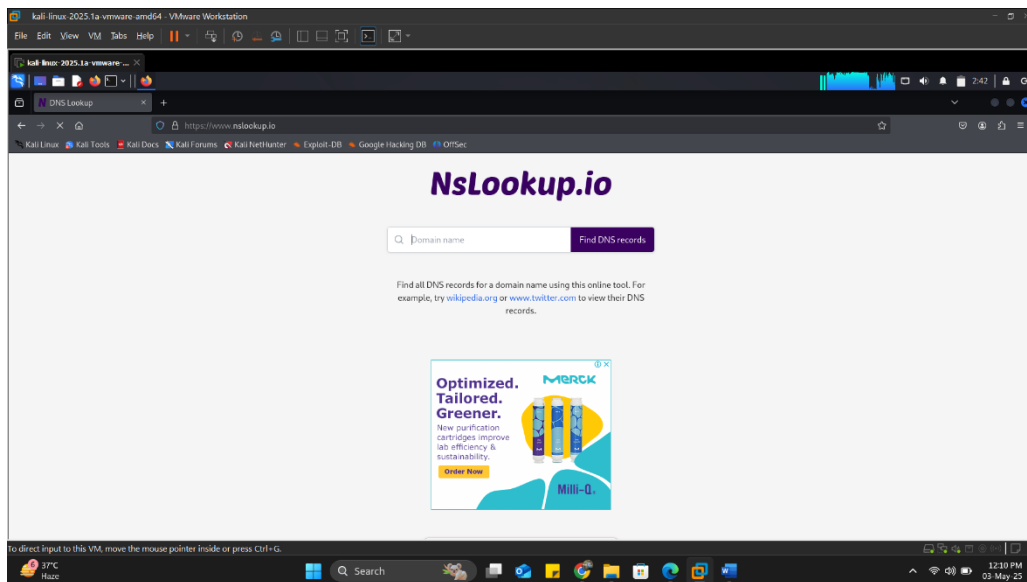 kali-linux-2025.1a-vmware-amd64 - VMware Workstation
File Edit View VM Tabs Help
kali-linux-2025.1a-vmware-...
2:42
DNS Lookup
https://www.nslookup.io
Kali Linux Kali Tools Kali Docs Kali Forums Kali NetHunter Exploit-DB Google Hacking DB OffSec
NsLookup.io
Domain name
Find DNS records
Find all DNS records for a domain name using this online tool. For
example, try wikipedia.org or www.twitter.com to view their DNS
records.
Optimized.
Tailored.
Greener.
MERCK
New purification
cartridges improve
lab efficiency &
sustainability.
Order Now
Milli-Q.
To direct input to this VM, move the mouse pointer inside or press Ctrl+G.
37°C
Haze
Search
12:10 PM
03-May-25